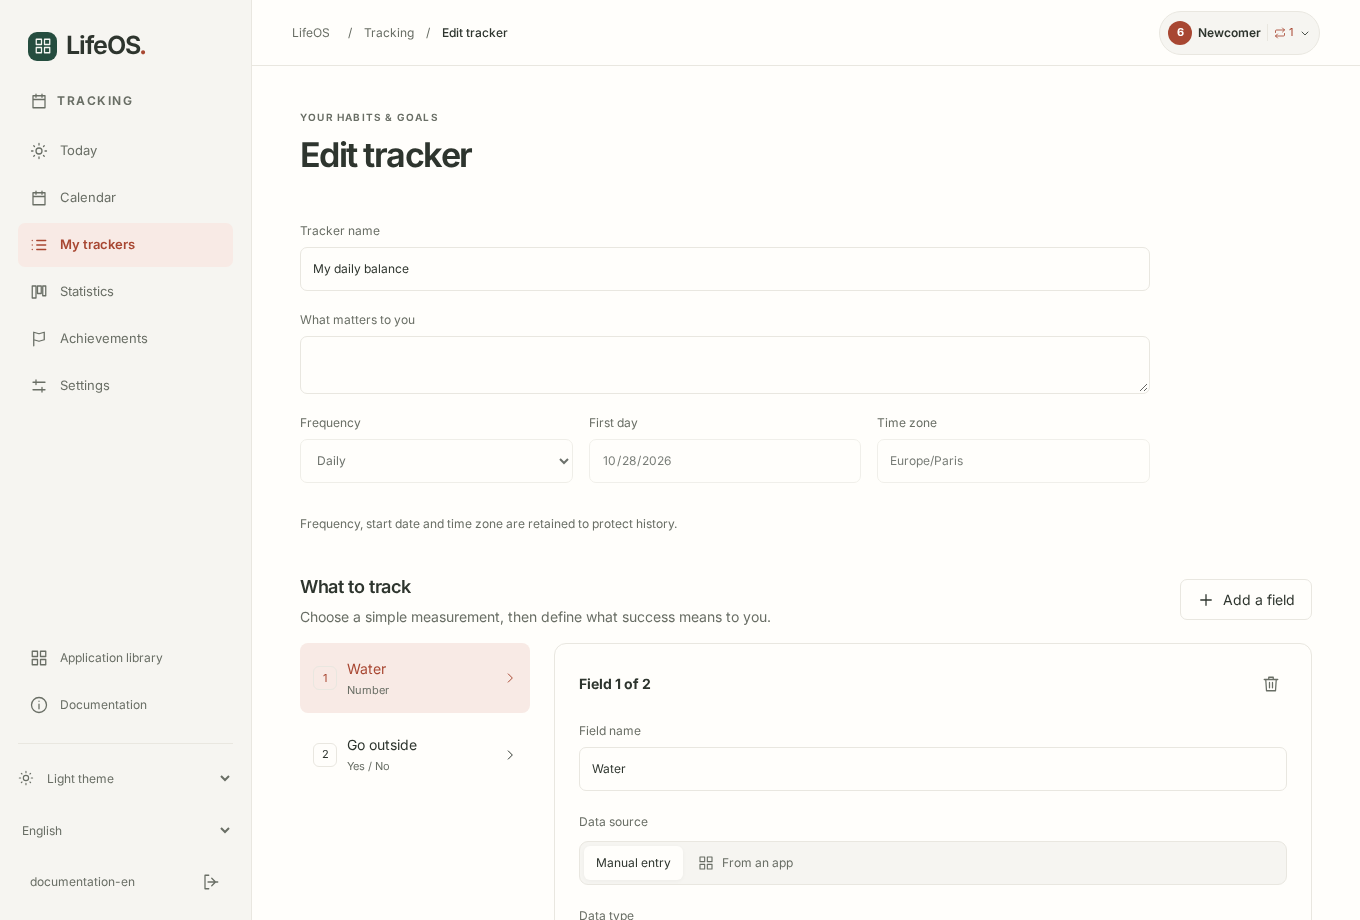 LifeOS.
TRACKING
Today
Calendar
My trackers
Statistics
Achievements
Settings
Application library
Documentation
Light theme
English
documentation-en
LifeOS / Tracking / Edit tracker
6 Newcomer 1
YOUR HABITS & GOALS
Edit tracker
Tracker name
My daily balance
What matters to you
Frequency First day Time zone
Daily 10/28/2026 Europe/Paris
Frequency, start date and time zone are retained to protect history.
What to track
Choose a simple measurement, then define what success means to you.
Add a field
1 Water
Number
2 Go outside
Yes / No
Field 1 of 2
Field name
Water
Data source
Manual entry From an app
Data type